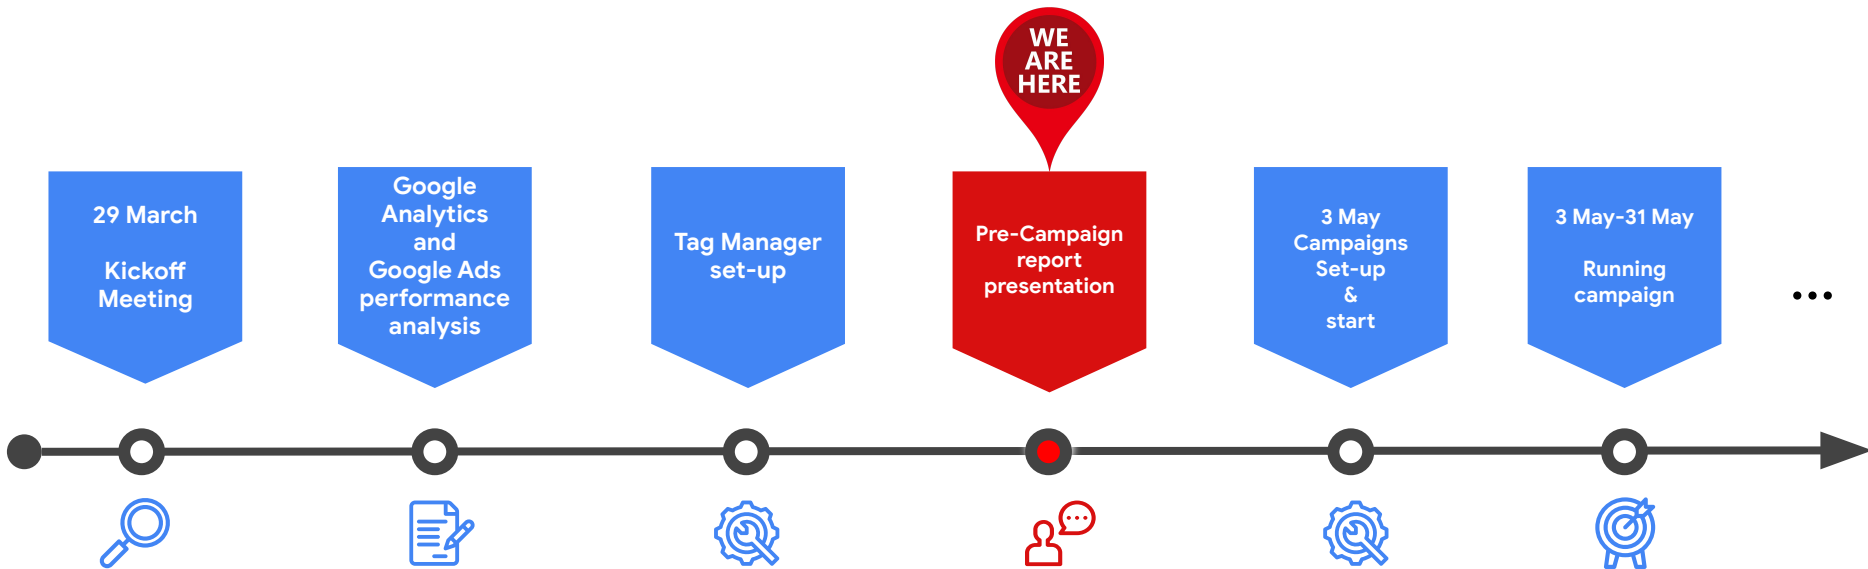 WE
ARE
HERE
29 March
Kickoff
Meeting
Google
Analytics
and
Google Ads
performance
analysis
Tag Manager
set-up
Pre-Campaign
report
presentation
3 May
Campaigns
Set-up
&
start
3 May-31 May
Running
campaign
...